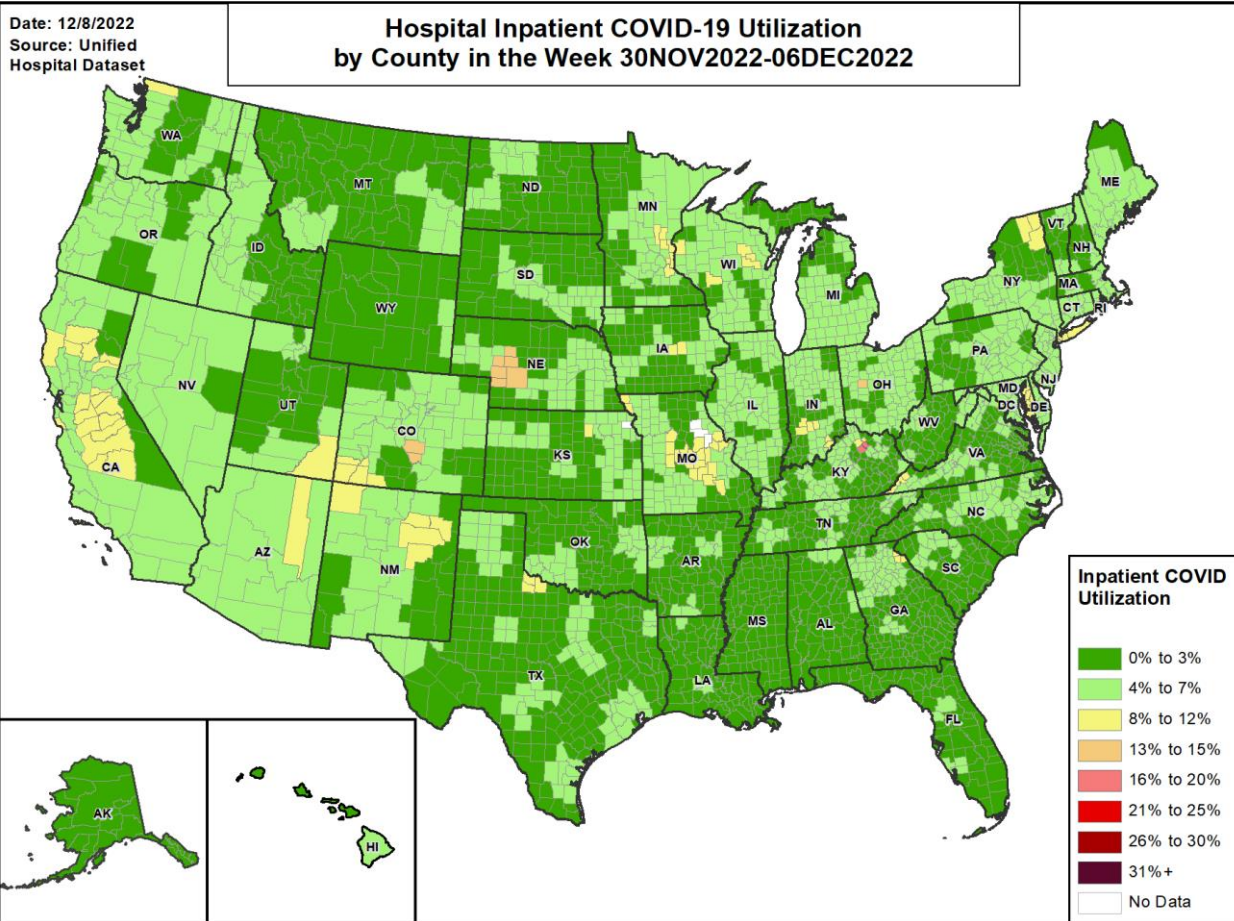 Date: 12/8/2022
Source: Unified
Hospital Dataset
Hospital Inpatient COVID-19 Utilization
by County in the Week 30NOV2022-06DEC2022
WA
MT
ND
MN
ME
OR
ID
SD
WI
VT
NH
NY
MA
CT
RI
WY
MI
IA
NE
PA
NJ
NV
UT
CO
IL
IN
OH
MD
DC
DE
WV
CA
KS
MO
KY
VA
AZ
NM
OK
AR
TN
NC
SC
MS
AL
GA
TX
LA
FL
AK
HI
Inpatient COVID
Utilization
0% to 3%
4% to 7%
8% to 12%
13% to 15%
16% to 20%
21% to 25%
26% to 30%
31%+
No Data